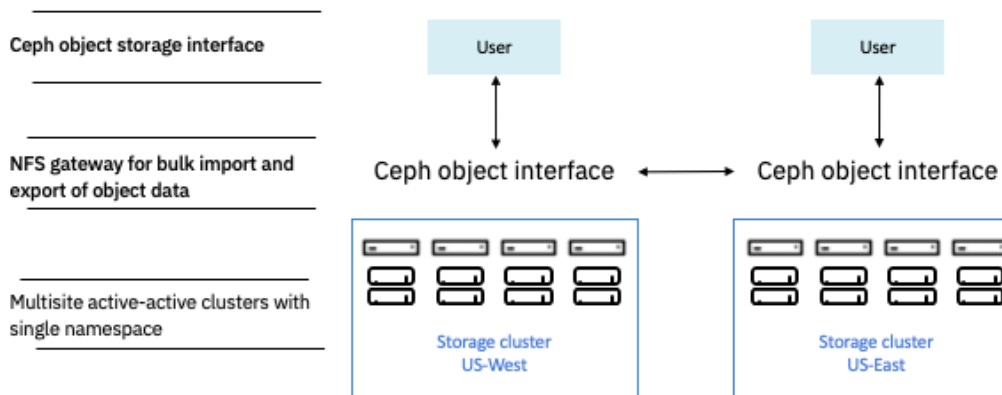 Ceph object storage interface
NFS gateway for bulk import and
export of object data
Multisite active-active clusters with
single namespace
User
User
Ceph object interface
Ceph object interface
Storage cluster
US-West
Storage cluster
US-East